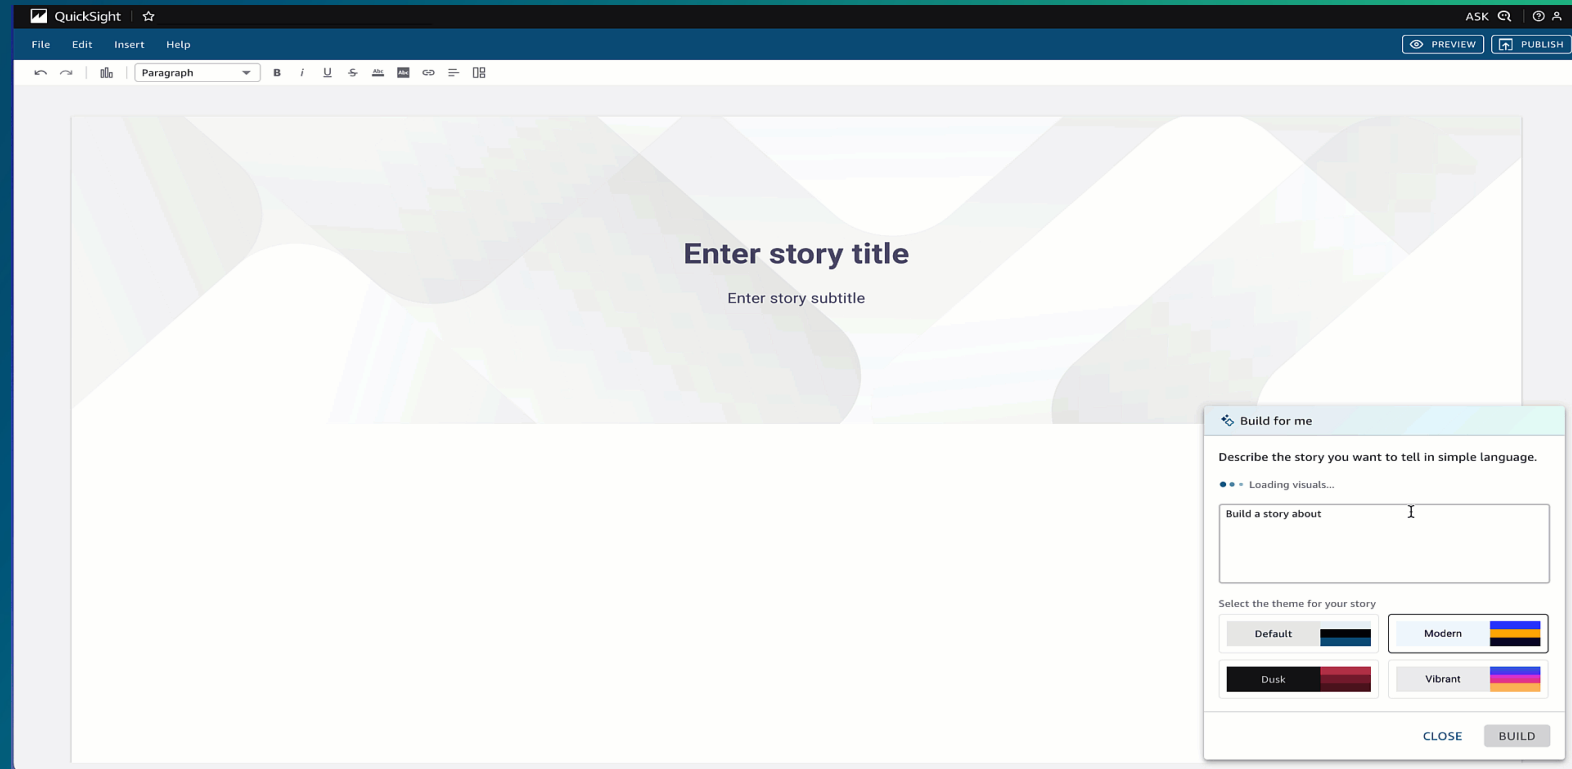 QuickSight
ASK
File Edit Insert Help
PREVIEW PUBLISH
Paragraph B i U S Abc Abc
Enter story title
Enter story subtitle
Build for me
Describe the story you want to tell in simple language.
Loading visuals...
Build a story about
Select the theme for your story
Default Modern
Dusk Vibrant
CLOSE BUILD